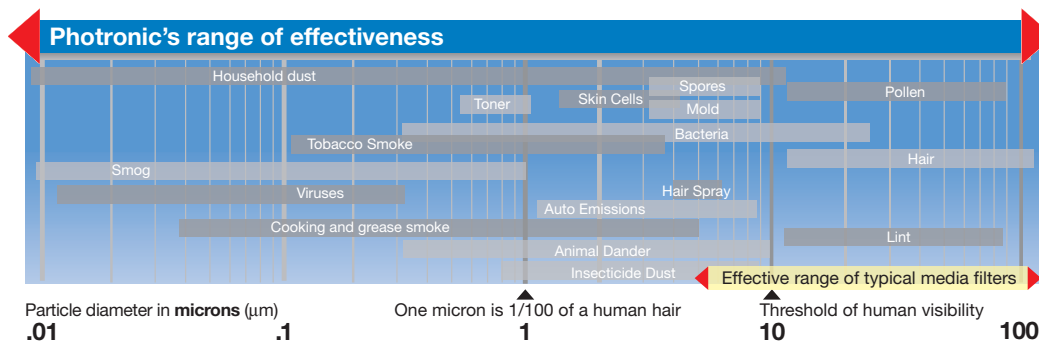 Photronic's range of effectiveness
Household dust
Spores
Pollen
Toner
Skin Cells
Mold
Bacteria
Tobacco Smoke
Hair
Smog
Viruses
Hair Spray
Auto Emissions
Cooking and grease smoke
Lint
Animal Dander
Insecticide Dust
Effective range of typical media filters
Particle diameter in microns (µm)
One micron is 1/100 of a human hair
Threshold of human visibility
.01 .1 1 10 100